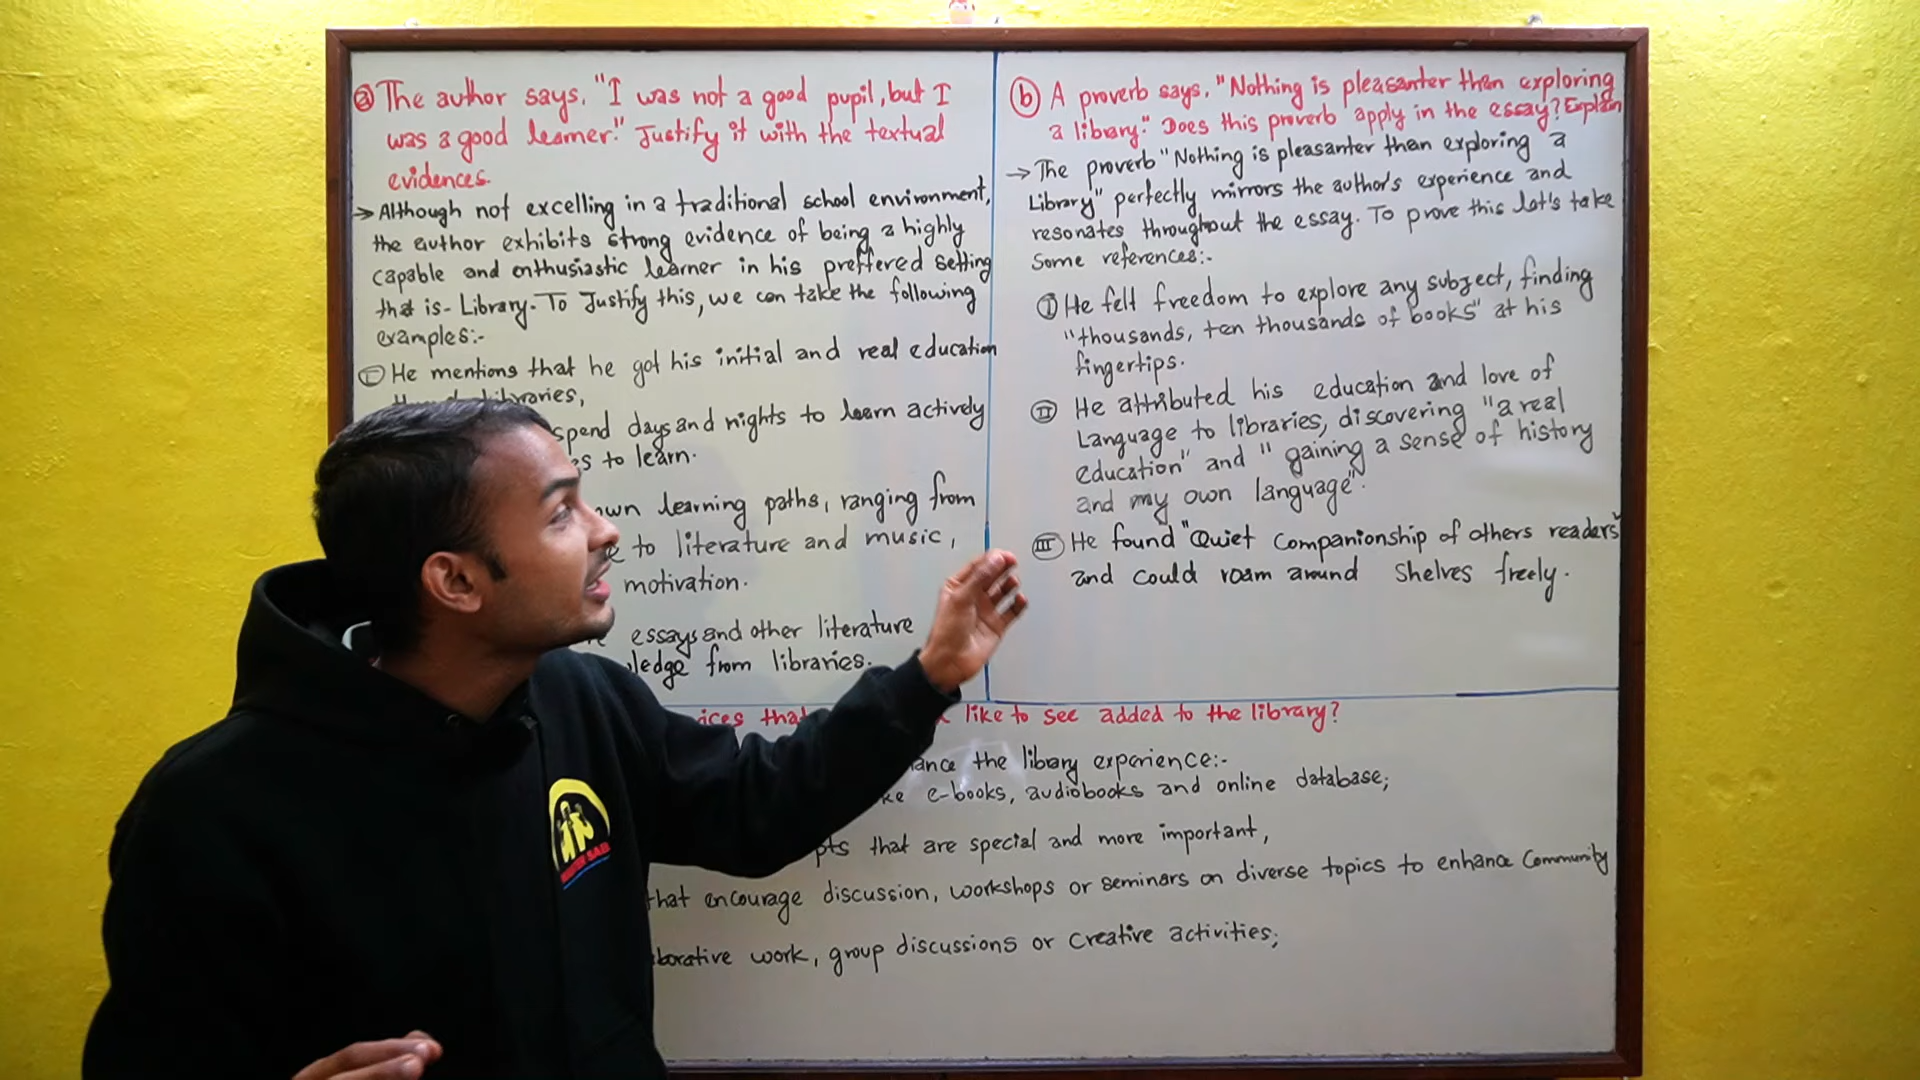 ⓐ The author says, "I was not a good pupil, but I
was a good learner." Justify it with the textual
evidences.
→ Although not excelling in a traditional school environment,
the author exhibits strong evidence of being a highly
capable and enthusiastic learner in his preffered setting
that is - Library. To Justify this, we can take the following
examples:-
Ⓘ He mentions that he got his initial and real education
libraries,
spend days and nights to learn actively
to learn.
own learning paths, ranging from
to literature and music,
motivation.
essays and other literature
from libraries.
ⓑ A proverb says, "Nothing is pleasanter than exploring
a library." Does this proverb apply in the essay? Explain
→ The proverb "Nothing is pleasanter than exploring a
Library" perfectly mirrors the author's experience and
resonates throughout the essay. To prove this let's take
Some references:-
Ⓘ He felt freedom to explore any subject, finding
"thousands, ten thousands of books" at his
fingertips.
Ⅱ He attributed his education and love of
Language to libraries, discovering "a real
education" and "gaining a sense of history
and my own language".
Ⅲ He found "Quiet Companionship of others readers"
and could roam around Shelves freely.
like to see added to the library?
the library experience:-
e-books, audiobooks and online database;
that are special and more important,
that encourage discussion, workshops or seminars on diverse topics to enhance Community
work, group discussions or creative activities;